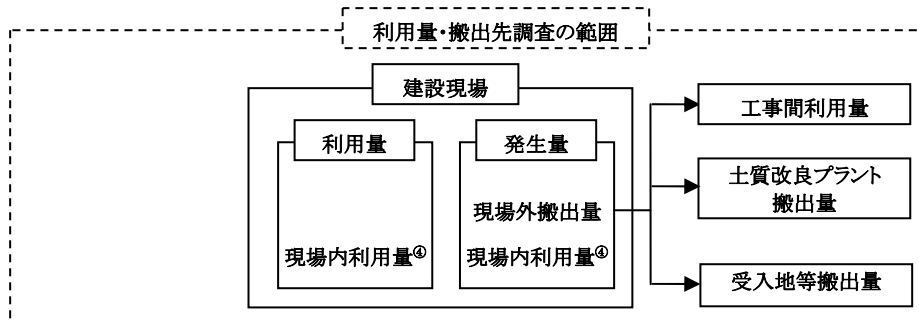 利用量・搬出先調査の範囲
建設現場
利用量
発生量
現場外搬出量
現場内利用量④
現場内利用量④
工事間利用量
土質改良プラント
搬出量
受入地等搬出量